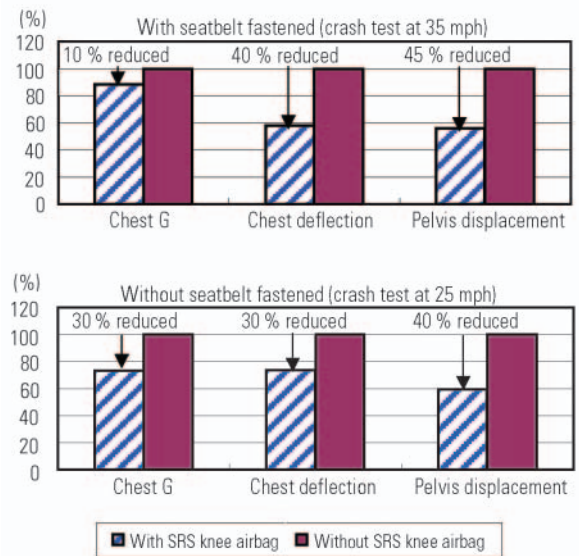 (%)
With seatbelt fastened (crash test at 35 mph)
120
10 % reduced
40 % reduced
45 % reduced
100
80
60
40
20
0
Chest G
Chest deflection
Pelvis displacement
(%)
Without seatbelt fastened (crash test at 25 mph)
120
30 % reduced
30 % reduced
40 % reduced
100
80
60
40
20
0
Chest G
Chest deflection
Pelvis displacement
With SRS knee airbag
Without SRS knee airbag